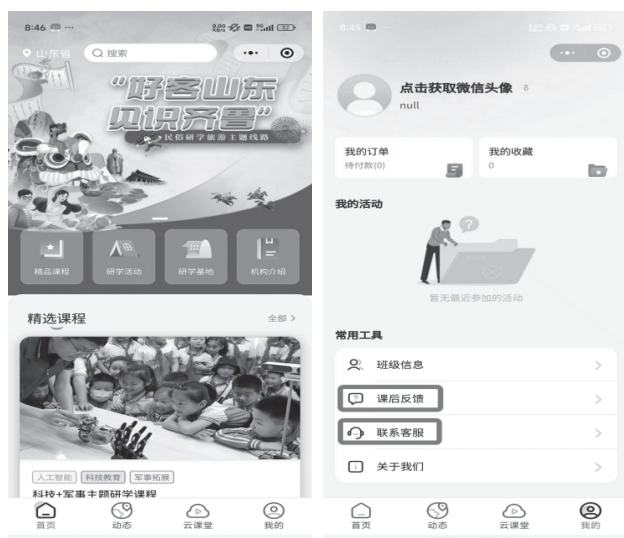 8:46
山东省
搜索
“好客山东
见识齐鲁”
民俗研学旅游主题线路
精品课程
研学活动
研学基地
机构介绍
精选课程
全部 >
人工智能
科技教育
军事拓展
科技+军事主题研学课程
首页
动态
云课堂
我的
8:45
点击获取微信头像
null
我的订单
待付款(0)
我的收藏
0
我的活动
暂无最近参加的活动
常用工具
班级信息
课后反馈
联系客服
关于我们
首页
动态
云课堂
我的